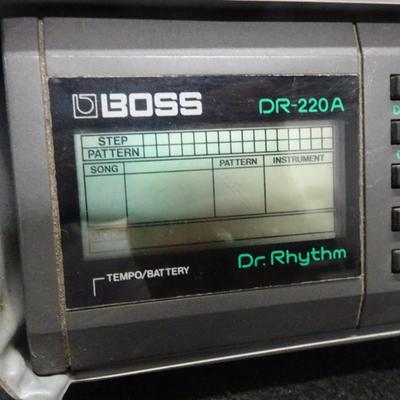 BOSS DR-220A
STEP
PATTERN
SONG PATTERN INSTRUMENT
TEMPO/BATTERY
Dr. Rhythm